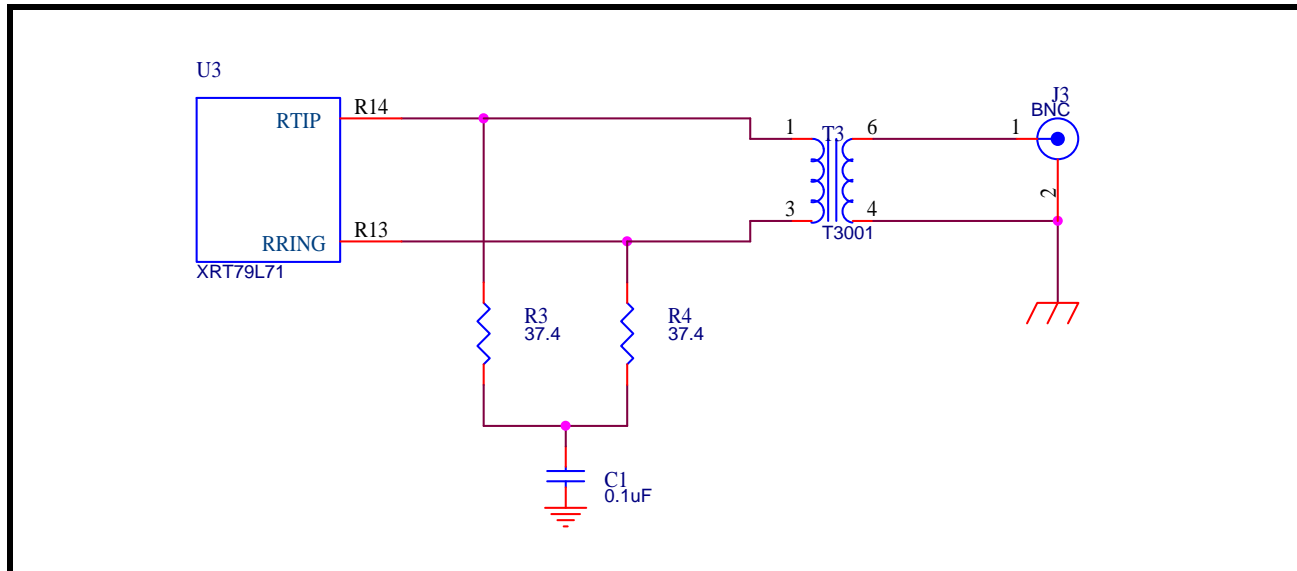 U3
RTIP
R14
RRING
R13
XRT79L71
1
T3
6
3
4
T3001
J3
BNC
1
2
R3
37.4
R4
37.4
C1
0.1uF